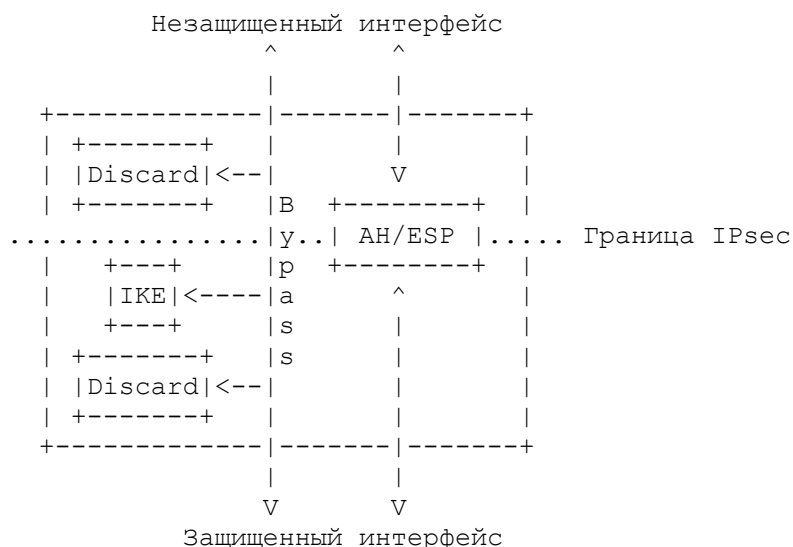 Незащищенный интерфейс
Discard
B
y
AH/ESP
Граница IPsec
p
IKE
a
s
s
Discard
Защищенный интерфейс